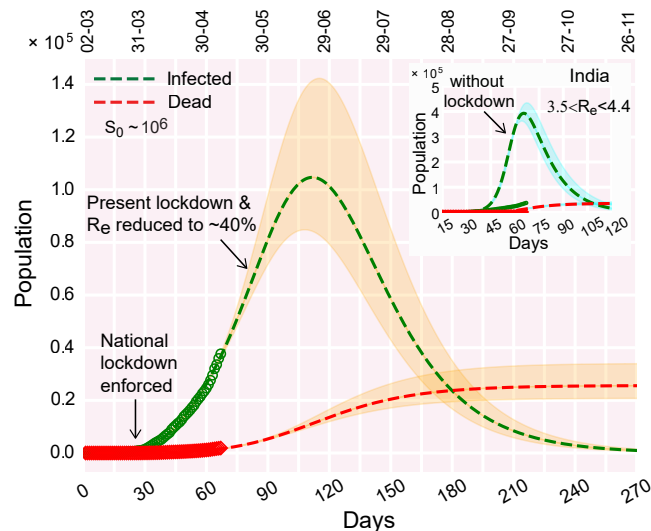 02-03 31-03 30-04 30-05 29-06 29-07 28-08 27-09 27-10 26-11
× 10⁵
1.4
1.2
1.0
0.8
0.6
0.4
0.2
0.0
Population
Infected
Dead
S₀ ~ 10⁶
Present lockdown &
Rₑ reduced to ~40%
National
lockdown
enforced
0 30 60 90 120 150 180 210 240 270
Days
× 10⁵
5
4
3
2
1
0
Population
without
lockdown
India
3.5<Rₑ<4.4
15 30 45 60 75 90 105 120
Days